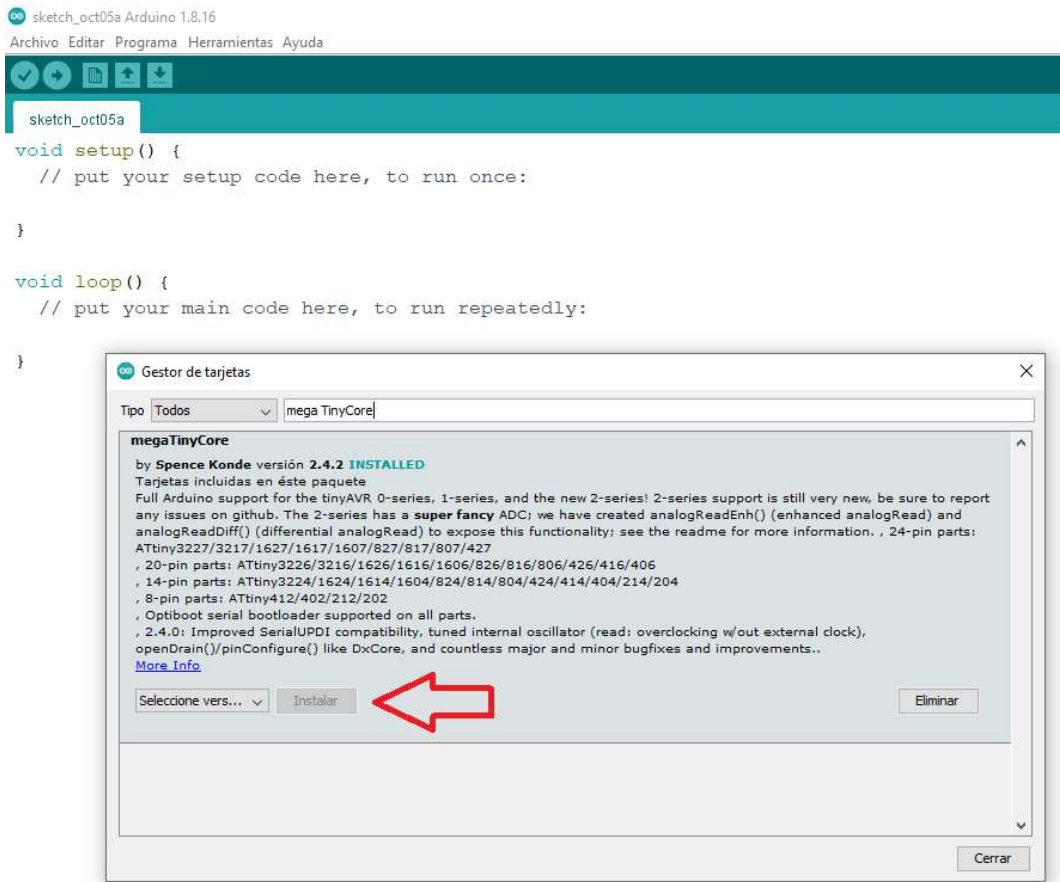 sketch_oct05a Arduino 1.8.16
Archivo Editar Programa Herramientas Ayuda
sketch_oct05a
void setup() {
// put your setup code here, to run once:
}
void loop() {
// put your main code here, to run repeatedly:
}
Gestor de tarjetas
Tipo Todos mega TinyCore
megaTinyCore
by Spence Konde versión 2.4.2 INSTALLED
Tarjetas incluidas en éste paquete
Full Arduino support for the tinyAVR 0-series, 1-series, and the new 2-series! 2-series support is still very new, be sure to report
any issues on github. The 2-series has a super fancy ADC; we have created analogReadEnh() (enhanced analogRead) and
analogReadDiff() (differential analogRead) to expose this functionality; see the readme for more information. , 24-pin parts:
ATtiny3227/3217/1627/1617/1607/827/817/807/427
, 20-pin parts: ATtiny3226/3216/1626/1616/1606/826/816/806/426/416/406
, 14-pin parts: ATtiny3224/1624/1614/1604/824/814/804/424/414/404/214/204
, 8-pin parts: ATtiny412/402/212/202
, Optiboot serial bootloader supported on all parts.
, 2.4.0: Improved SerialUPDI compatibility, tuned internal oscillator (read: overclocking w/out external clock),
openDrain()/pinConfigure() like DxCore, and countless major and minor bugfixes and improvements..
More Info
Seleccione vers... Instalar Eliminar
Cerrar